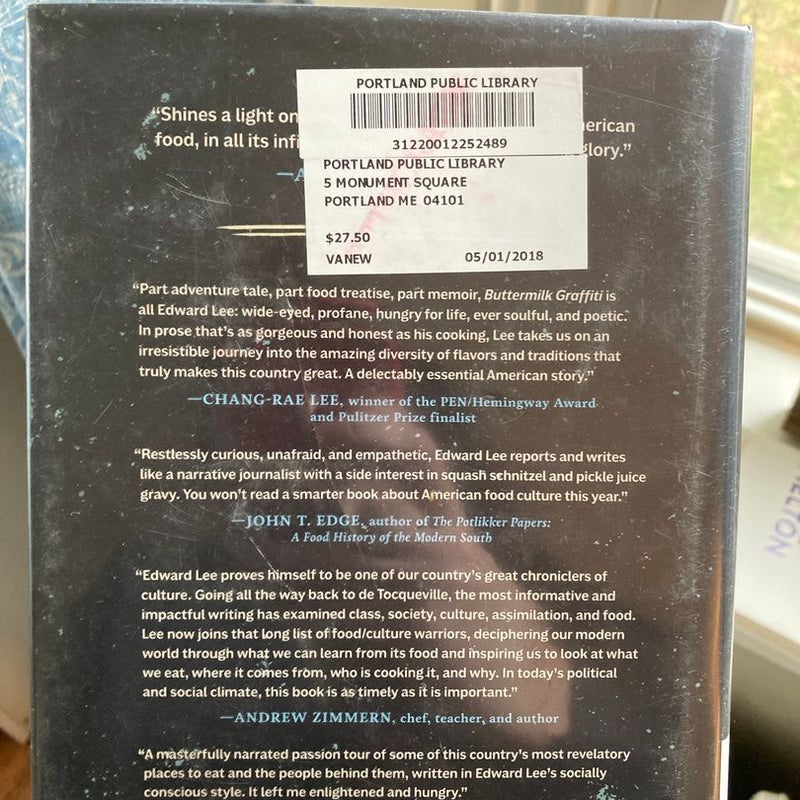 PORTLAND PUBLIC LIBRARY
31220012252489
PORTLAND PUBLIC LIBRARY
5 MONUMENT SQUARE
PORTLAND ME 04101
$27.50
VANEW 05/01/2018
“Shines a light on erican
food, in all its infi glory.”
—A
“Part adventure tale, part food treatise, part memoir, Buttermilk Graffiti is
all Edward Lee: wide-eyed, profane, hungry for life, ever soulful, and poetic.
In prose that’s as gorgeous and honest as his cooking, Lee takes us on an
irresistible journey into the amazing diversity of flavors and traditions that
truly makes this country great. A delectably essential American story.”
—CHANG-RAE LEE, winner of the PEN/Hemingway Award
and Pulitzer Prize finalist
“Restlessly curious, unafraid, and empathetic, Edward Lee reports and writes
like a narrative journalist with a side interest in squash schnitzel and pickle juice
gravy. You won’t read a smarter book about American food culture this year.”
—JOHN T. EDGE, author of The Potlikker Papers:
A Food History of the Modern South
“Edward Lee proves himself to be one of our country’s great chroniclers of
culture. Going all the way back to de Tocqueville, the most informative and
impactful writing has examined class, society, culture, assimilation, and food.
Lee now joins that long list of food/culture warriors, deciphering our modern
world through what we can learn from its food and inspiring us to look at what
we eat, where it comes from, who is cooking it, and why. In today’s political
and social climate, this book is as timely as it is important.”
—ANDREW ZIMMERN, chef, teacher, and author
“A masterfully narrated passion tour of some of this country’s most revelatory
places to eat and the people behind them, written in Edward Lee’s socially
conscious style. It left me enlightened and hungry.”